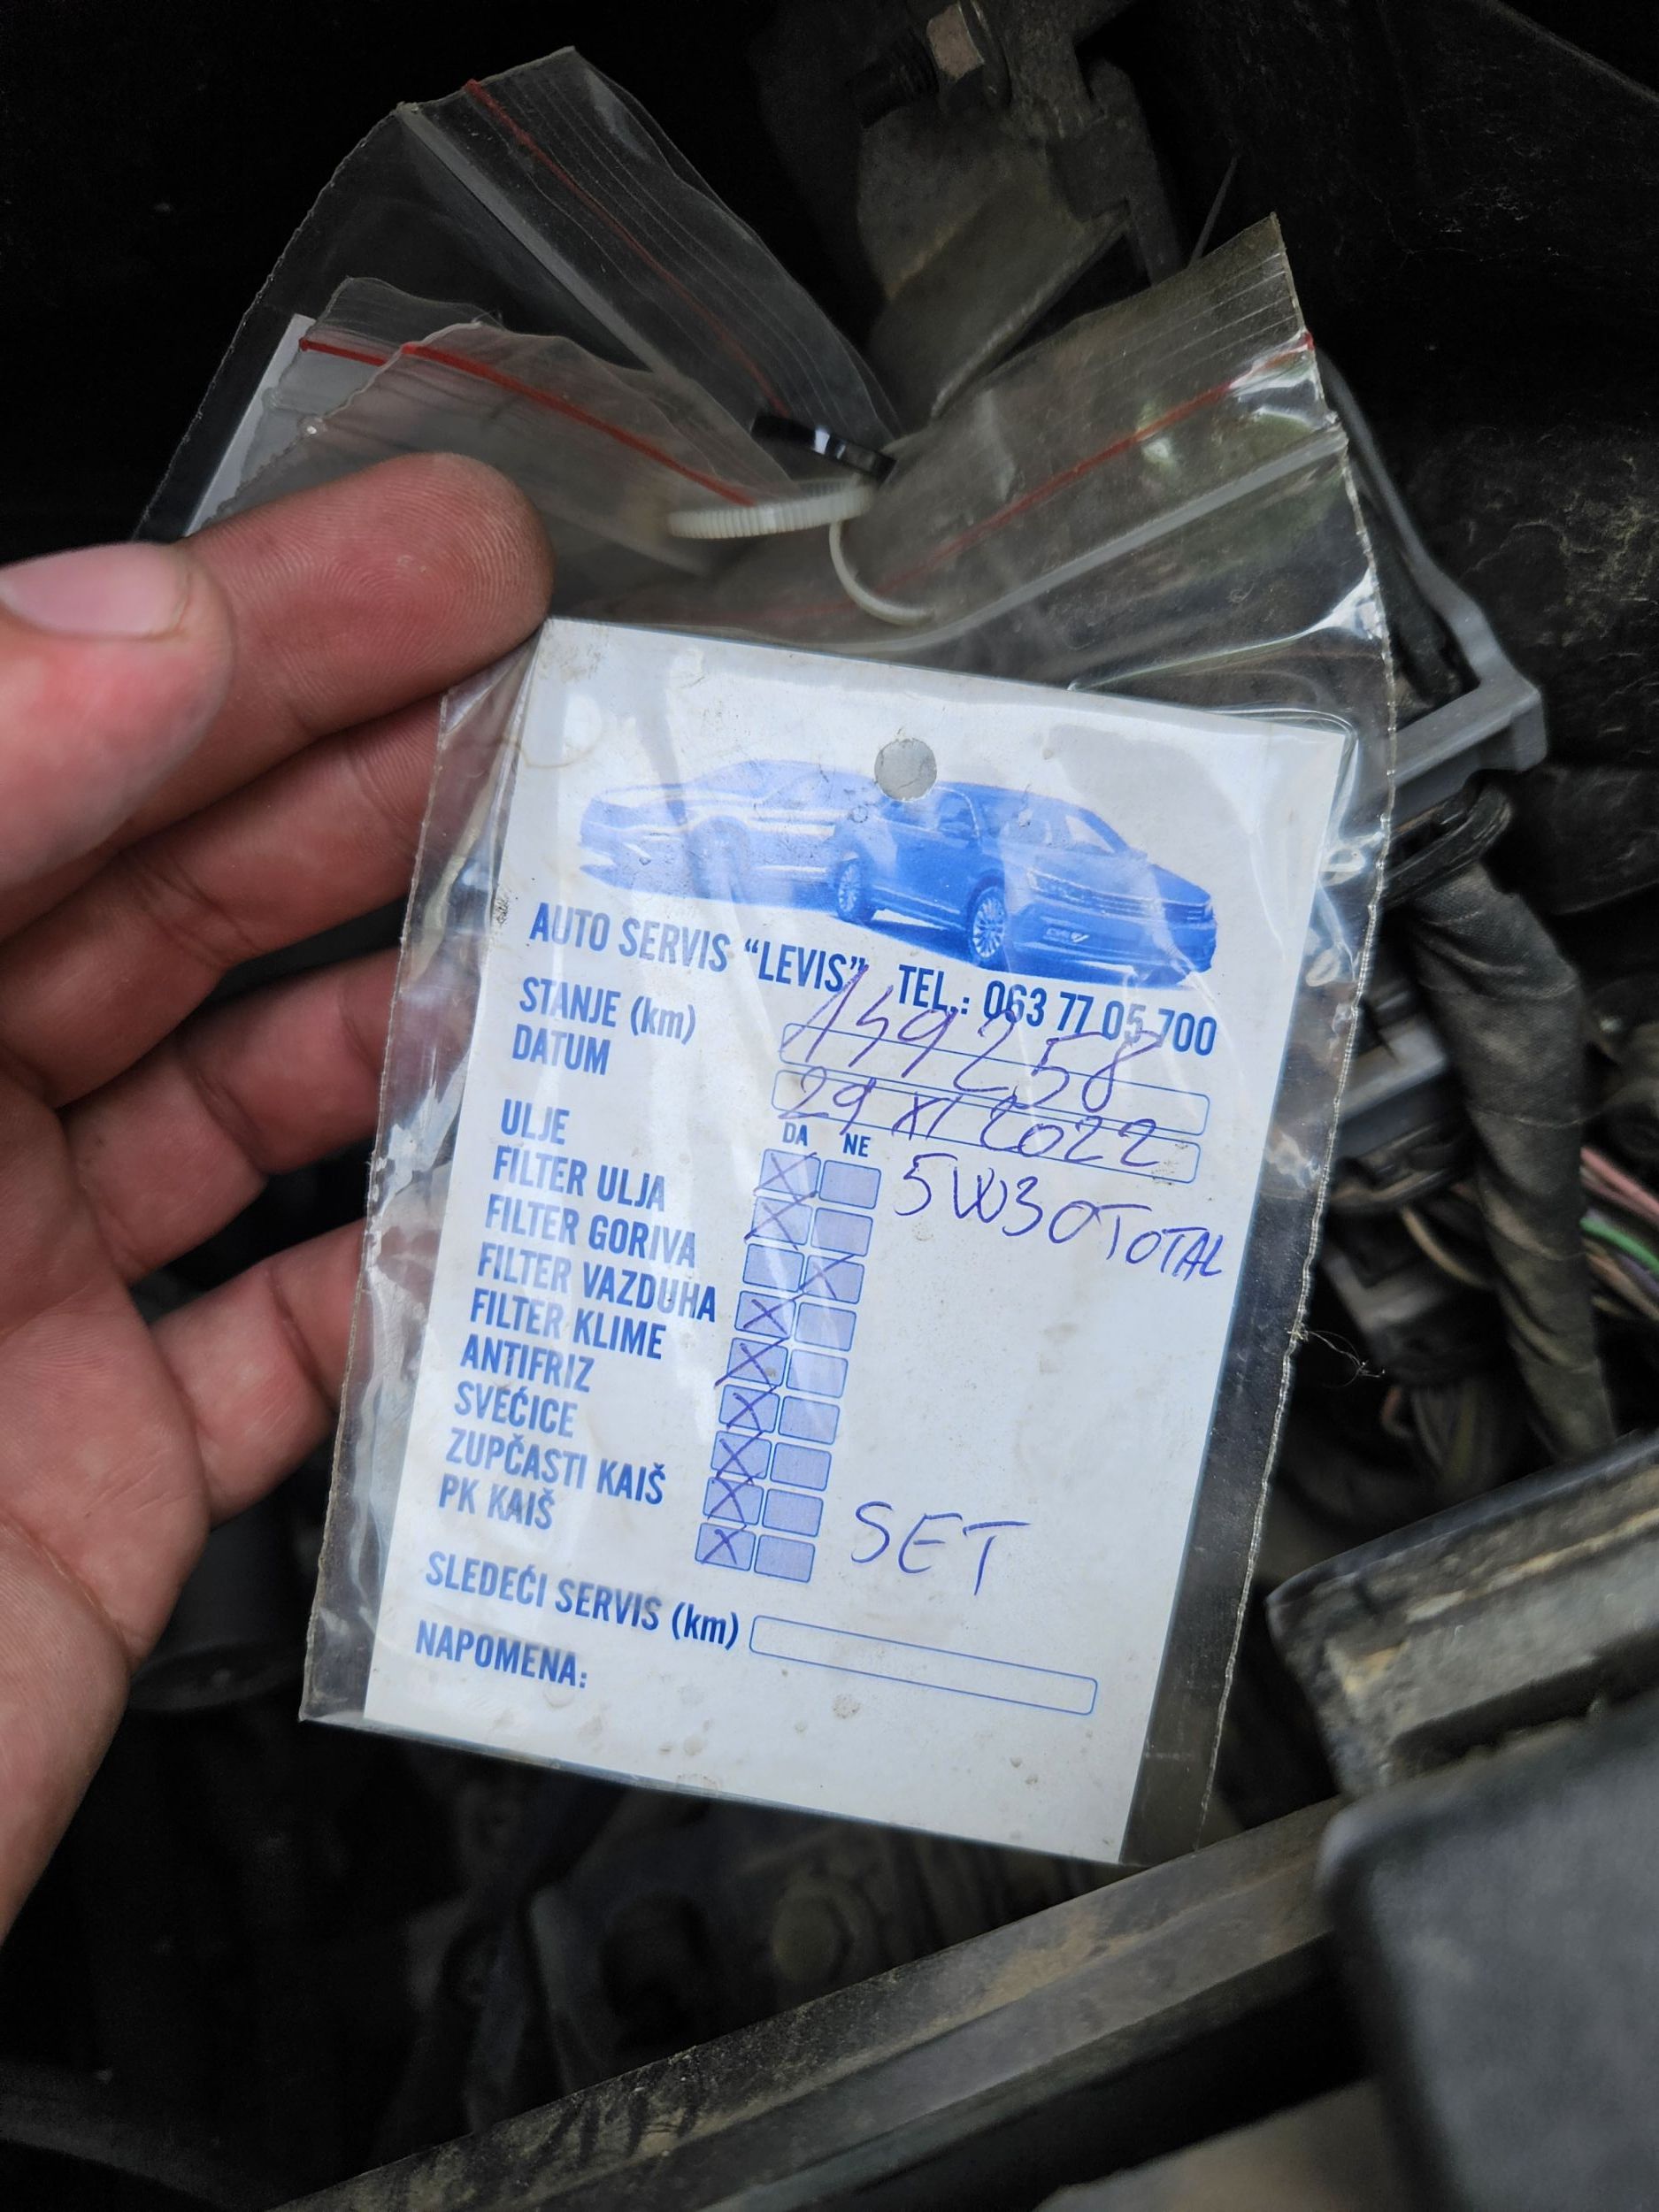 AUTO SERVIS “LEVIS” TEL.: 063 77 05 700
STANJE (km) 149258
DATUM 29 XI 2022
DA NE
ULJE X 5W30 TOTAL
FILTER ULJA X
FILTER GORIVA X
FILTER VAZDUHA X
FILTER KLIME X
ANTIFRIZ X
SVEĆICE X
ZUPČASTI KAIŠ X SET
PK KAIŠ X
SLEDEĆI SERVIS (km)
NAPOMENA: